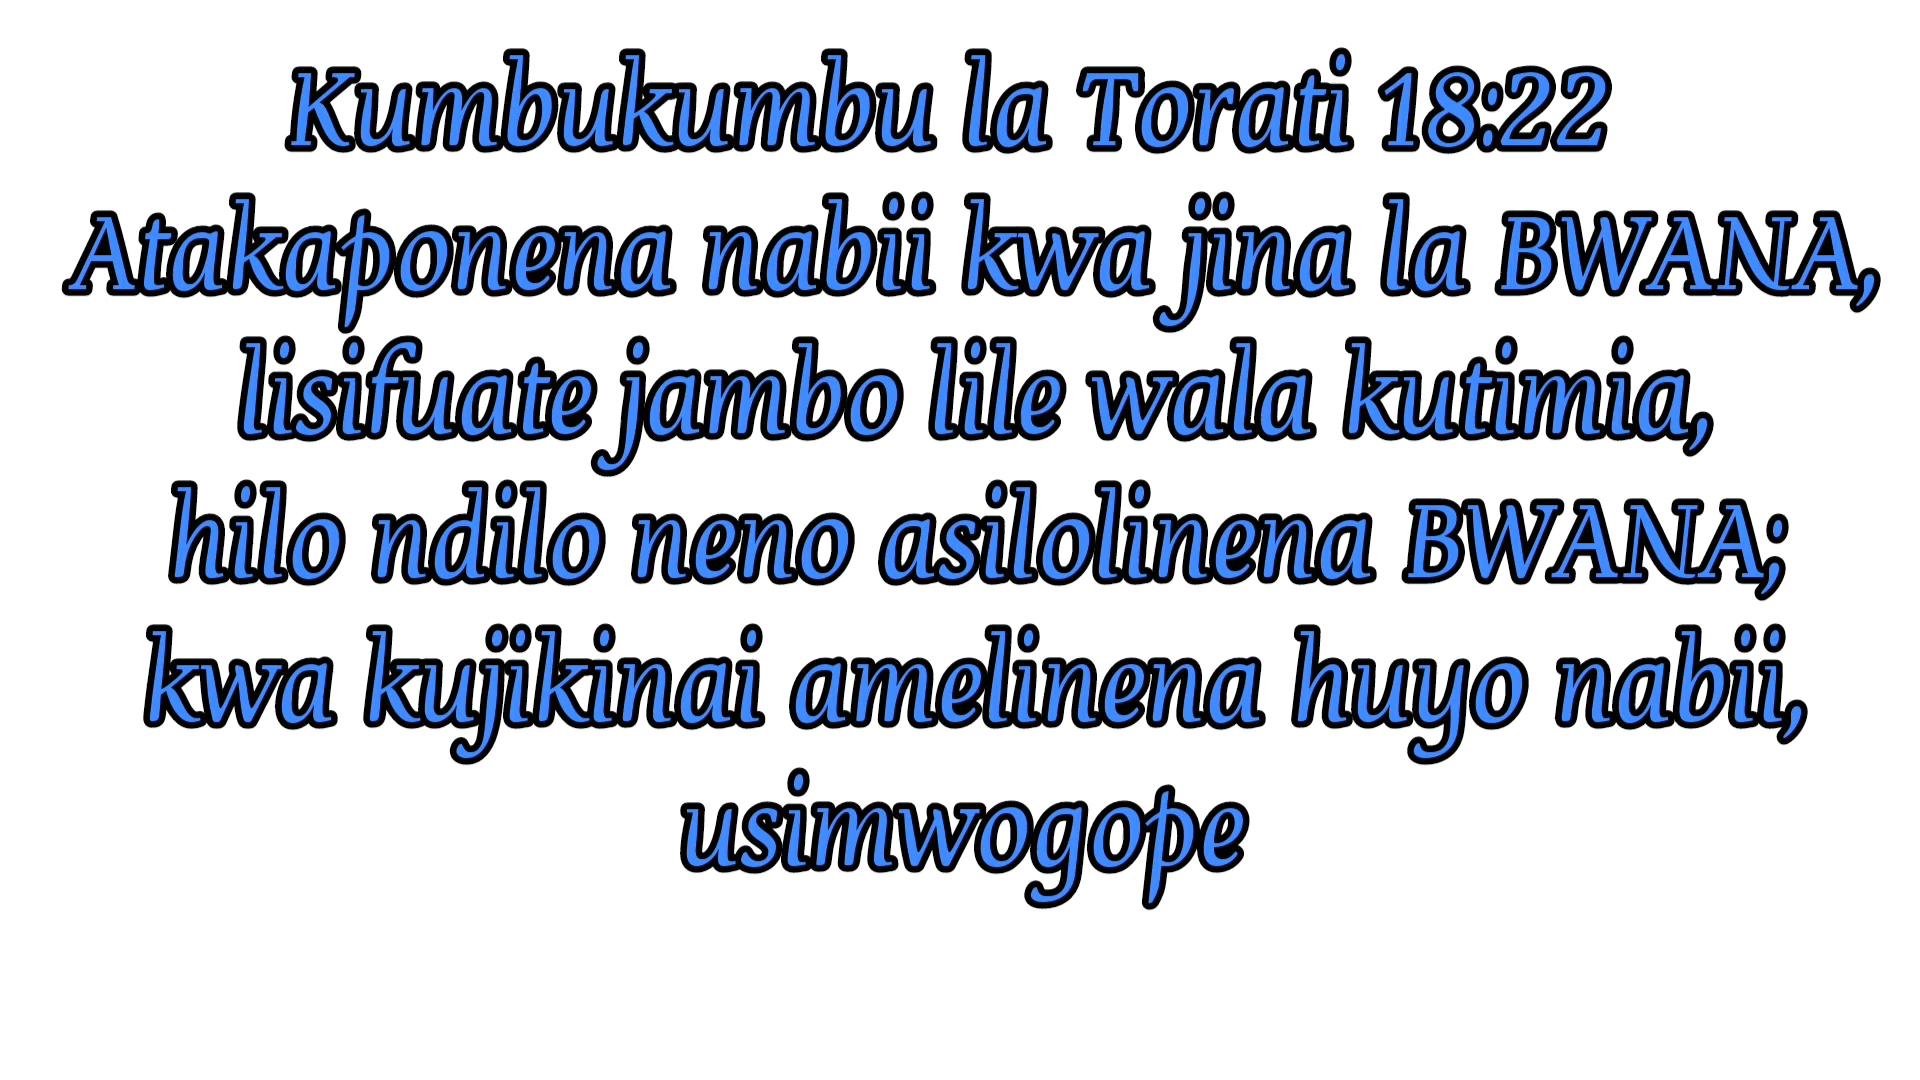 Kumbukumbu la Torati 18:22
Atakaponena nabii kwa jina la BWANA,
lisifuate jambo lile wala kutimia,
hilo ndilo neno asilolinena BWANA;
kwa kujikinai amelinena huyo nabii,
usimwogope